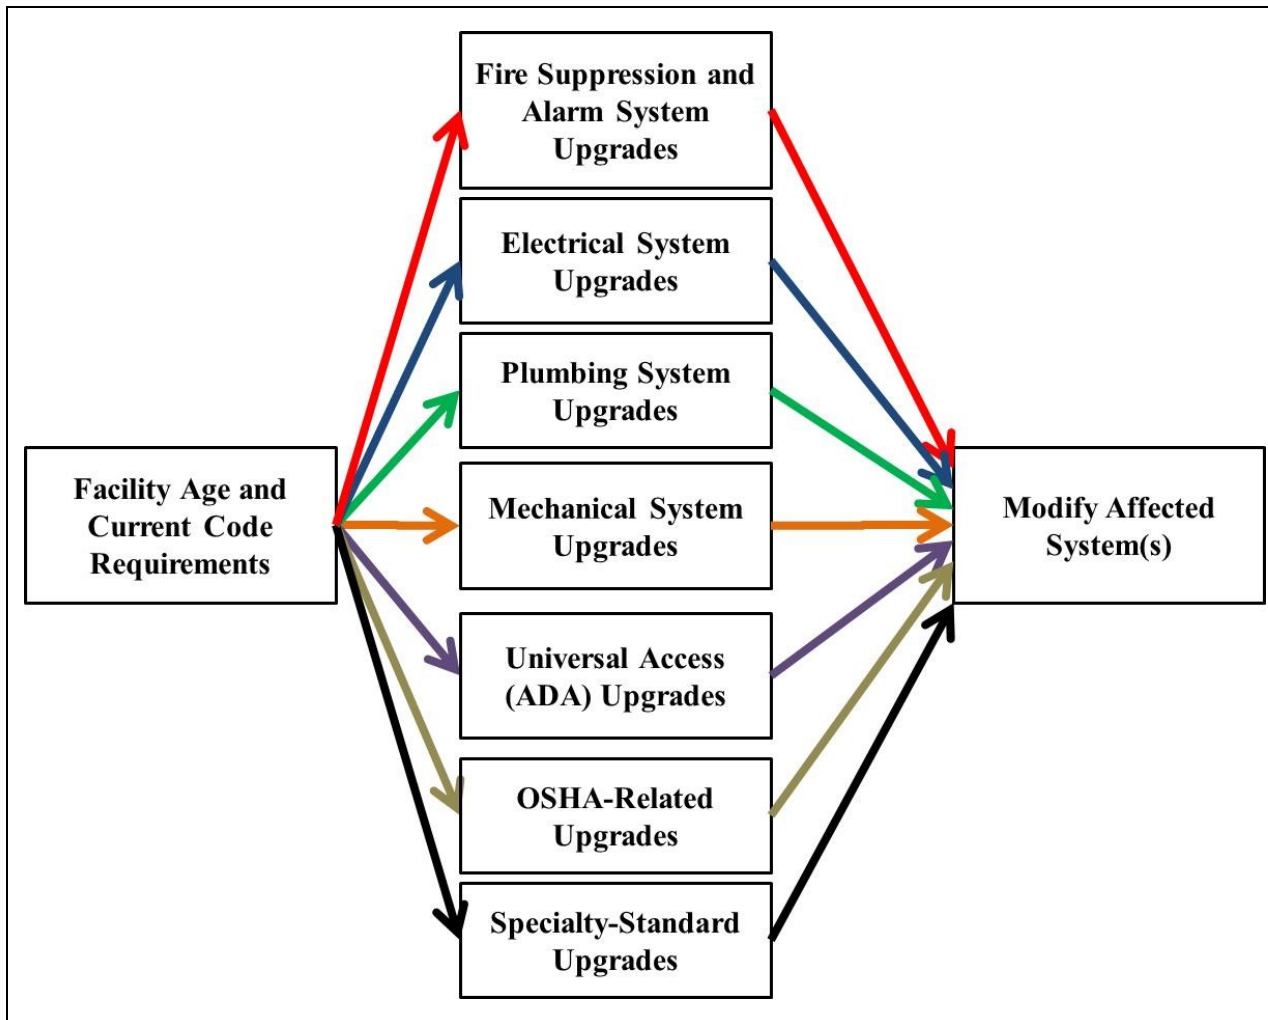 Fire Suppression and
Alarm System
Upgrades
Electrical System
Upgrades
Plumbing System
Upgrades
Facility Age and
Current Code
Requirements
Mechanical System
Upgrades
Modify Affected
System(s)
Universal Access
(ADA) Upgrades
OSHA-Related
Upgrades
Specialty-Standard
Upgrades